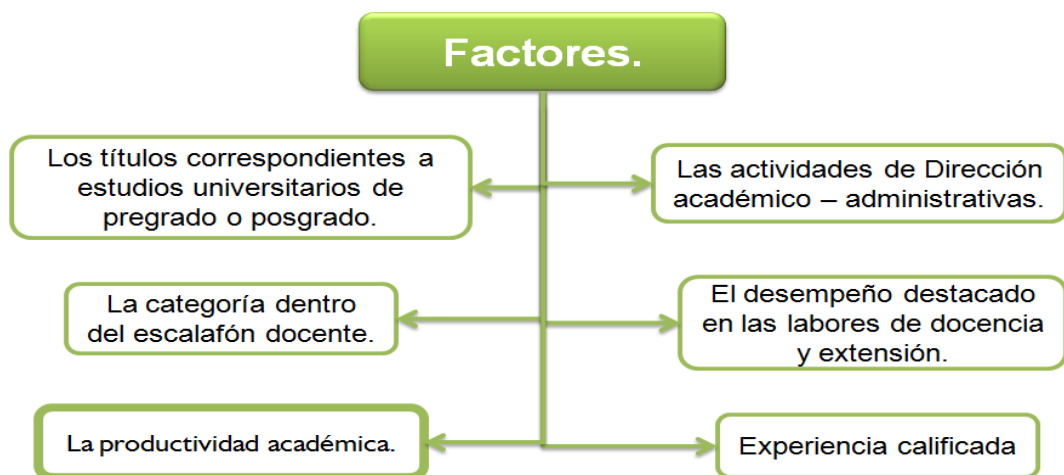 Factores.
Los títulos correspondientes a
estudios universitarios de
pregrado o posgrado.
Las actividades de Dirección
académico – administrativas.
La categoría dentro
del escalafón docente.
El desempeño destacado
en las labores de docencia
y extensión.
La productividad académica.
Experiencia calificada